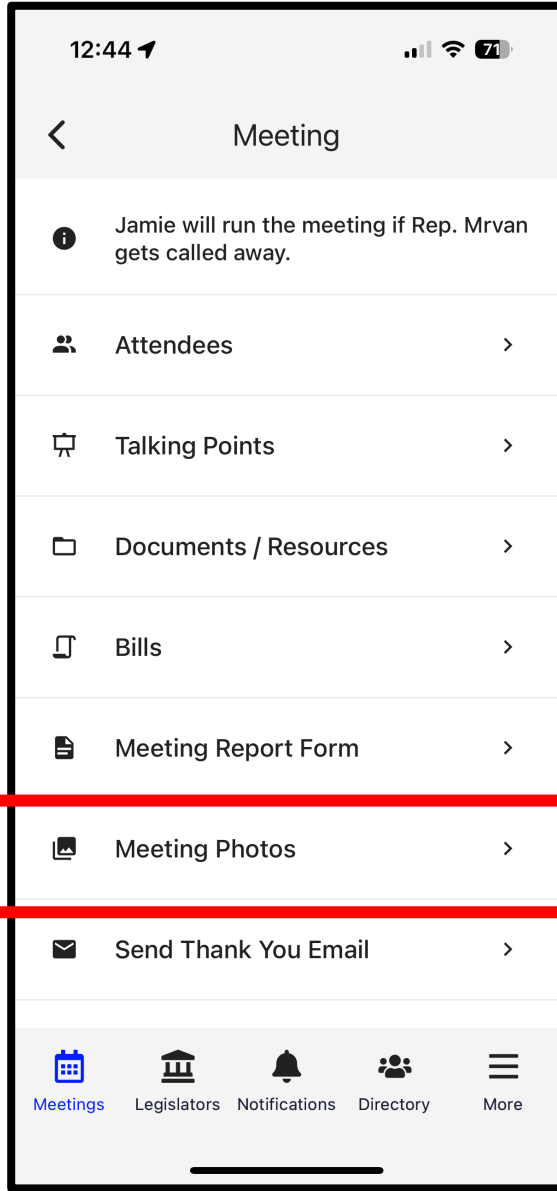 12:44
71
Meeting
Jamie will run the meeting if Rep. Mrvan
gets called away.
Attendees
Talking Points
Documents / Resources
Bills
Meeting Report Form
Meeting Photos
Send Thank You Email
Meetings Legislators Notifications Directory More